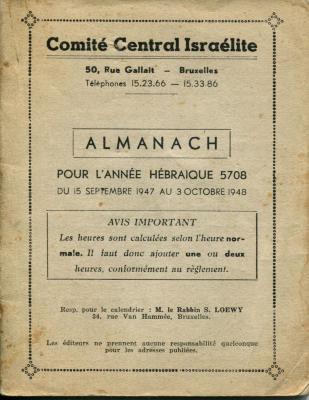 Comité Central Israélite
50, Rue Gallait – Bruxelles
Téléphones 15.23.66 — 15.33.86
ALMANACH
POUR L'ANNÉE HÉBRAIQUE 5708
DU 15 SEPTEMBRE 1947 AU 3 OCTOBRE 1948
AVIS IMPORTANT
Les heures sont calculées selon l'heure nor-
male. Il faut donc ajouter une ou deux
heures, conformément au règlement.
Resp. pour le calendrier : M. le Rabbin S. LOEWY
34, rue Van Hammée, Bruxelles.
Les éditeurs ne prennent aucune responsabilité quelconque
pour les adresses publiées.